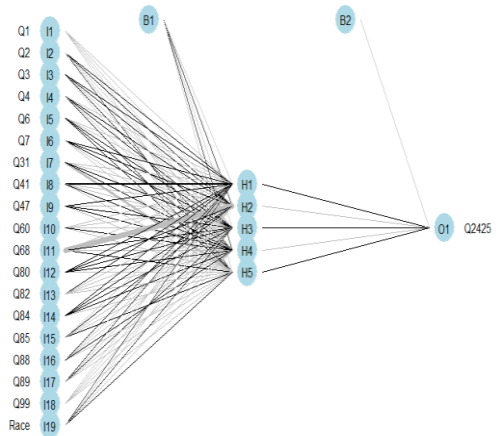 B1 B2
Q1 I1
Q2 I2
Q3 I3
Q4 I4
Q6 I5
Q7 I6
Q31 I7
Q41 I8 H1
Q47 I9 H2
Q60 I10 H3 O1 Q2425
Q68 I11 H4
Q80 I12 H5
Q82 I13
Q84 I14
Q85 I15
Q88 I16
Q89 I17
Q99 I18
Race I19